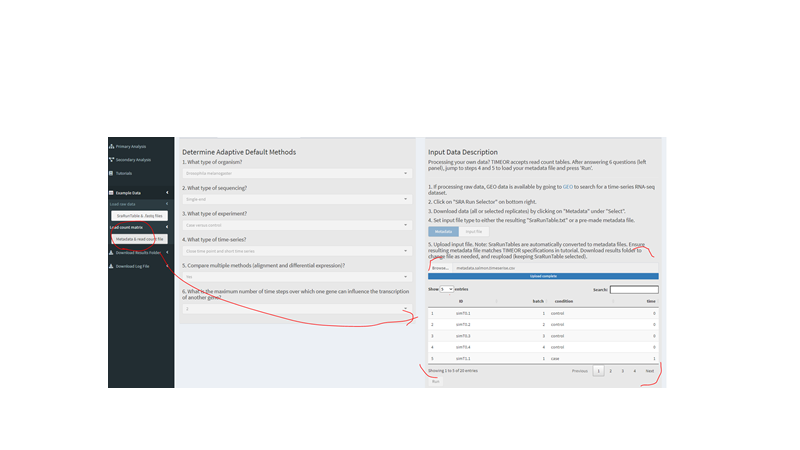 Primary Analysis
Secondary Analysis
Tutorials
Example Data
Load raw data
SraRunTable & .fastq files
Load count matrix
Metadata & read count file
Download Results Folder
Download Log File
Determine Adaptive Default Methods
1. What type of organism?
Drosophila melanogaster
2. What type of sequencing?
Single-end
3. What type of experiment?
Case versus control
4. What type of time-series?
Close time point and short time series
5. Compare multiple methods (alignment and differential expression)?
Yes
6. What is the maximum number of time steps over which one gene can influence the transcription
of another gene?
Input Data Description
Processing your own data? TIMEOR accepts read count tables. After answering 6 questions (left
panel), jump to steps 4 and 5 to load your metadata file and press 'Run'.
1. If processing raw data, GEO data is available by going to GEO to search for a time-series RNA-seq
dataset.
2. Click on "SRA Run Selector" on bottom right.
3. Download data (all or selected replicates) by clicking on "Metadata" under "Select".
4. Set input file type to either the resulting "SraRunTable.txt" or a pre-made metadata file.
Metadata Input file
5. Upload input file. Note: SraRunTables are automatically converted to metadata files. Ensure
resulting metadata file matches TIMEOR specifications in tutorial. Download results folder to
change file as needed, and reupload (keeping SraRunTable selected).
Browse...
Upload complete
Show 5 entries Search:
ID batch condition time
1 1 control 0
2 2 control 0
3 3 control 0
4 4 control 0
5 1 case 1
Showing 1 to 5 of 20 entries Previous 1 2 3 4 Next
Run